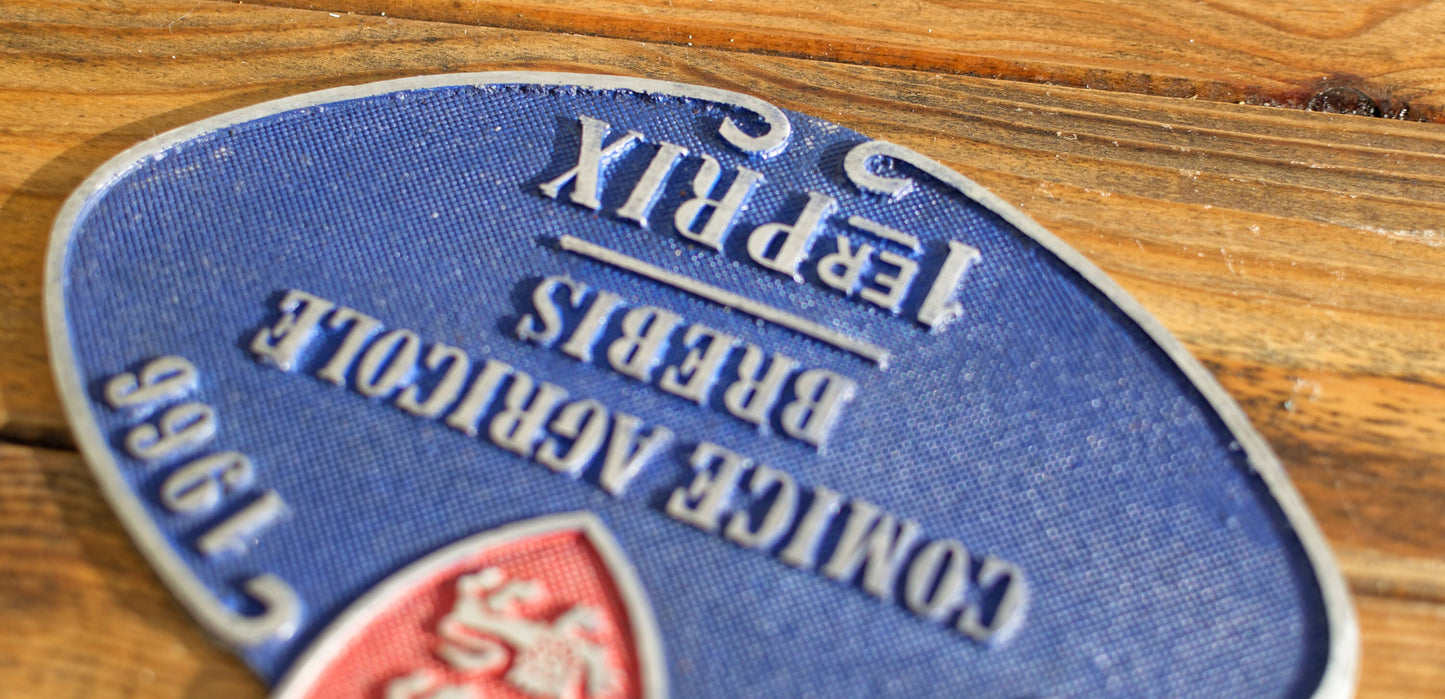 COMICE AGRICOLE
1966
BREBIS
1ER PRIX